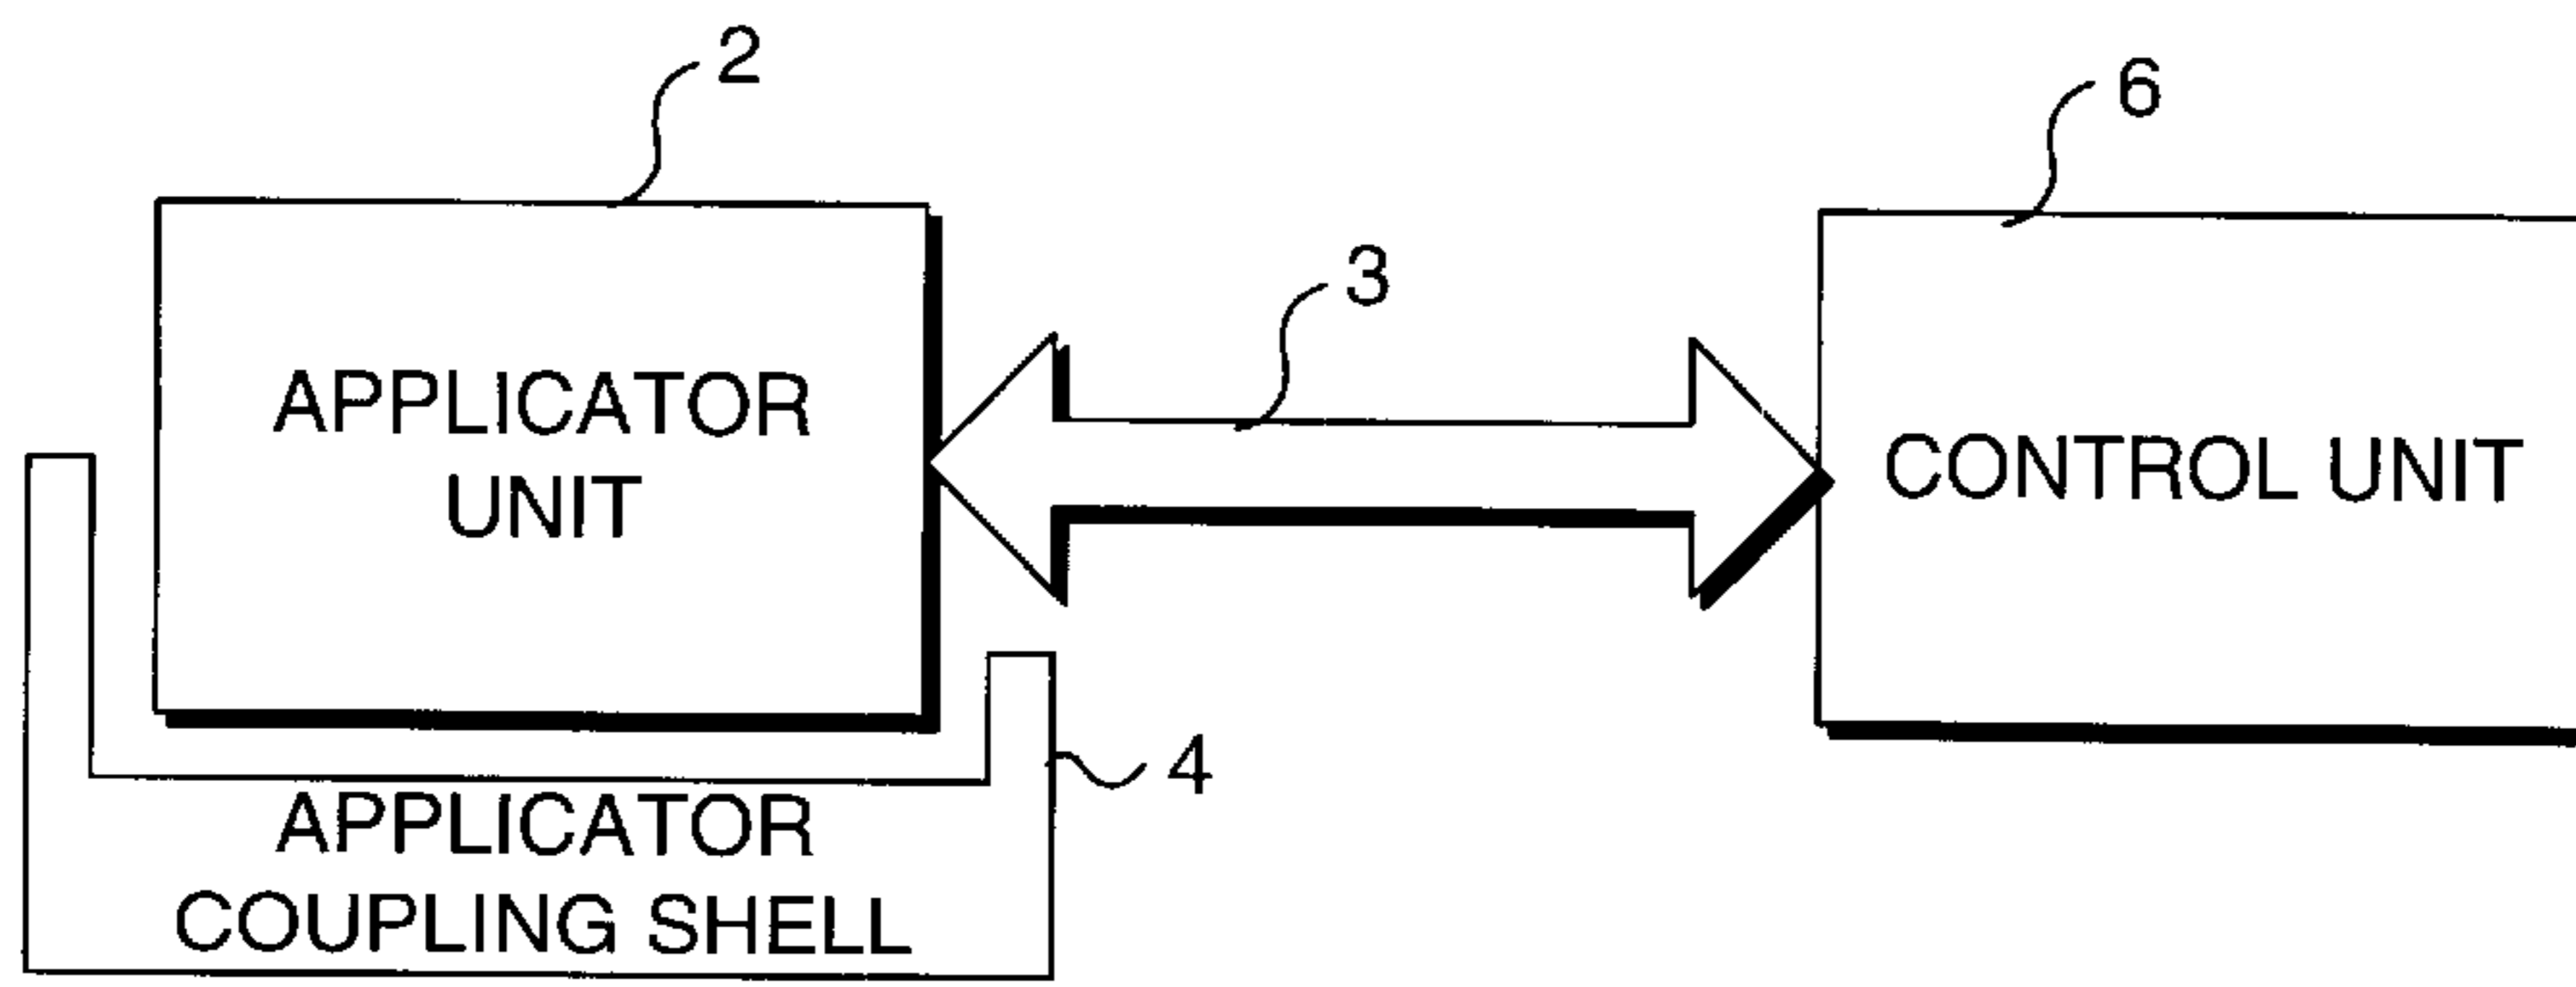 2
6
3
APPLICATOR
UNIT
CONTROL UNIT
4
APPLICATOR
COUPLING SHELL